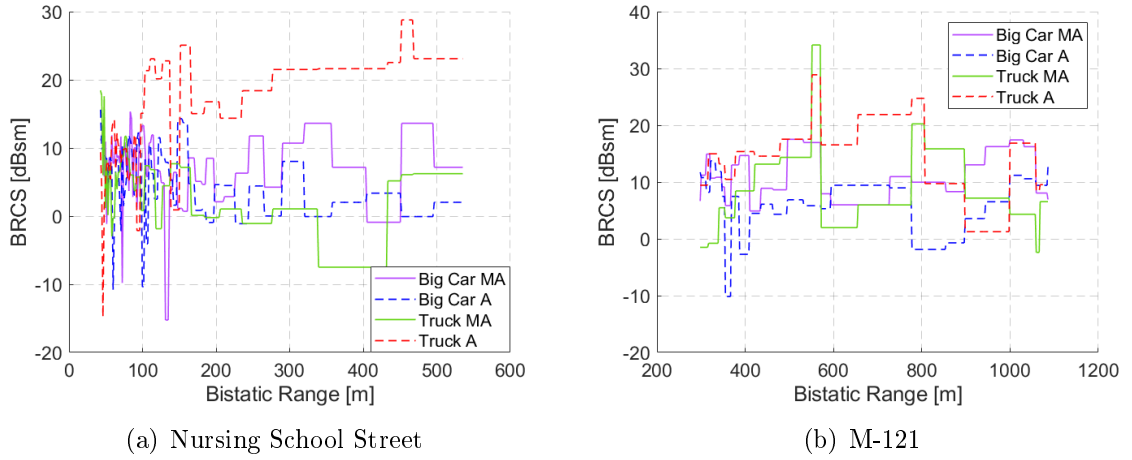 30
20
10
0
-10
-20
BRCS [dBsm]
0 100 200 300 400 500 600
Bistatic Range [m]
Big Car MA
Big Car A
Truck MA
Truck A
(a) Nursing School Street
40
30
20
10
0
-10
-20
BRCS [dBsm]
200 400 600 800 1000 1200
Bistatic Range [m]
Big Car MA
Big Car A
Truck MA
Truck A
(b) M-121